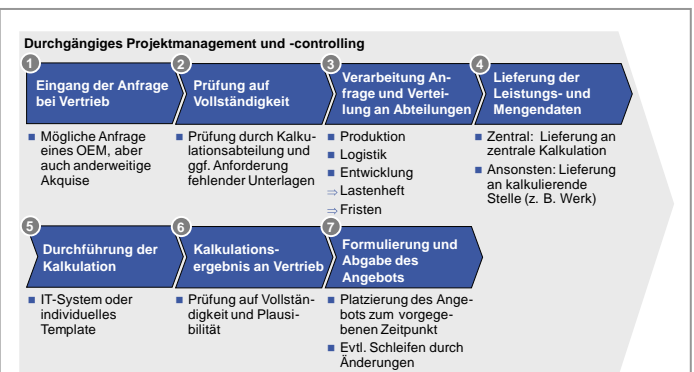 Durchgängiges Projektmanagement und -controlling
1
Eingang der Anfrage
bei Vertrieb
■ Mögliche Anfrage
eines OEM, aber
auch anderweitige
Akquise
2
Prüfung auf
Vollständigkeit
■ Prüfung durch Kalku-
lationsabteilung und
ggf. Anforderung
fehlender Unterlagen
3
Verarbeitung An-
frage und Vertei-
lung an Abteilungen
■ Produktion
■ Logistik
■ Entwicklung
⇒ Lastenheft
⇒ Fristen
4
Lieferung der
Leistungs- und
Mengendaten
■ Zentral: Lieferung an
zentrale Kalkulation
■ Ansonsten: Lieferung
an kalkulierende
Stelle (z. B. Werk)
5
Durchführung der
Kalkulation
■ IT-System oder
individuelles
Template
6
Kalkulations-
ergebnis an Vertrieb
■ Prüfung auf Vollstän-
digkeit und Plausi-
bilität
7
Formulierung und
Abgabe des
Angebots
■ Platzierung des Ange-
bots zum vorgege-
benen Zeitpunkt
■ Evtl. Schleifen durch
Änderungen